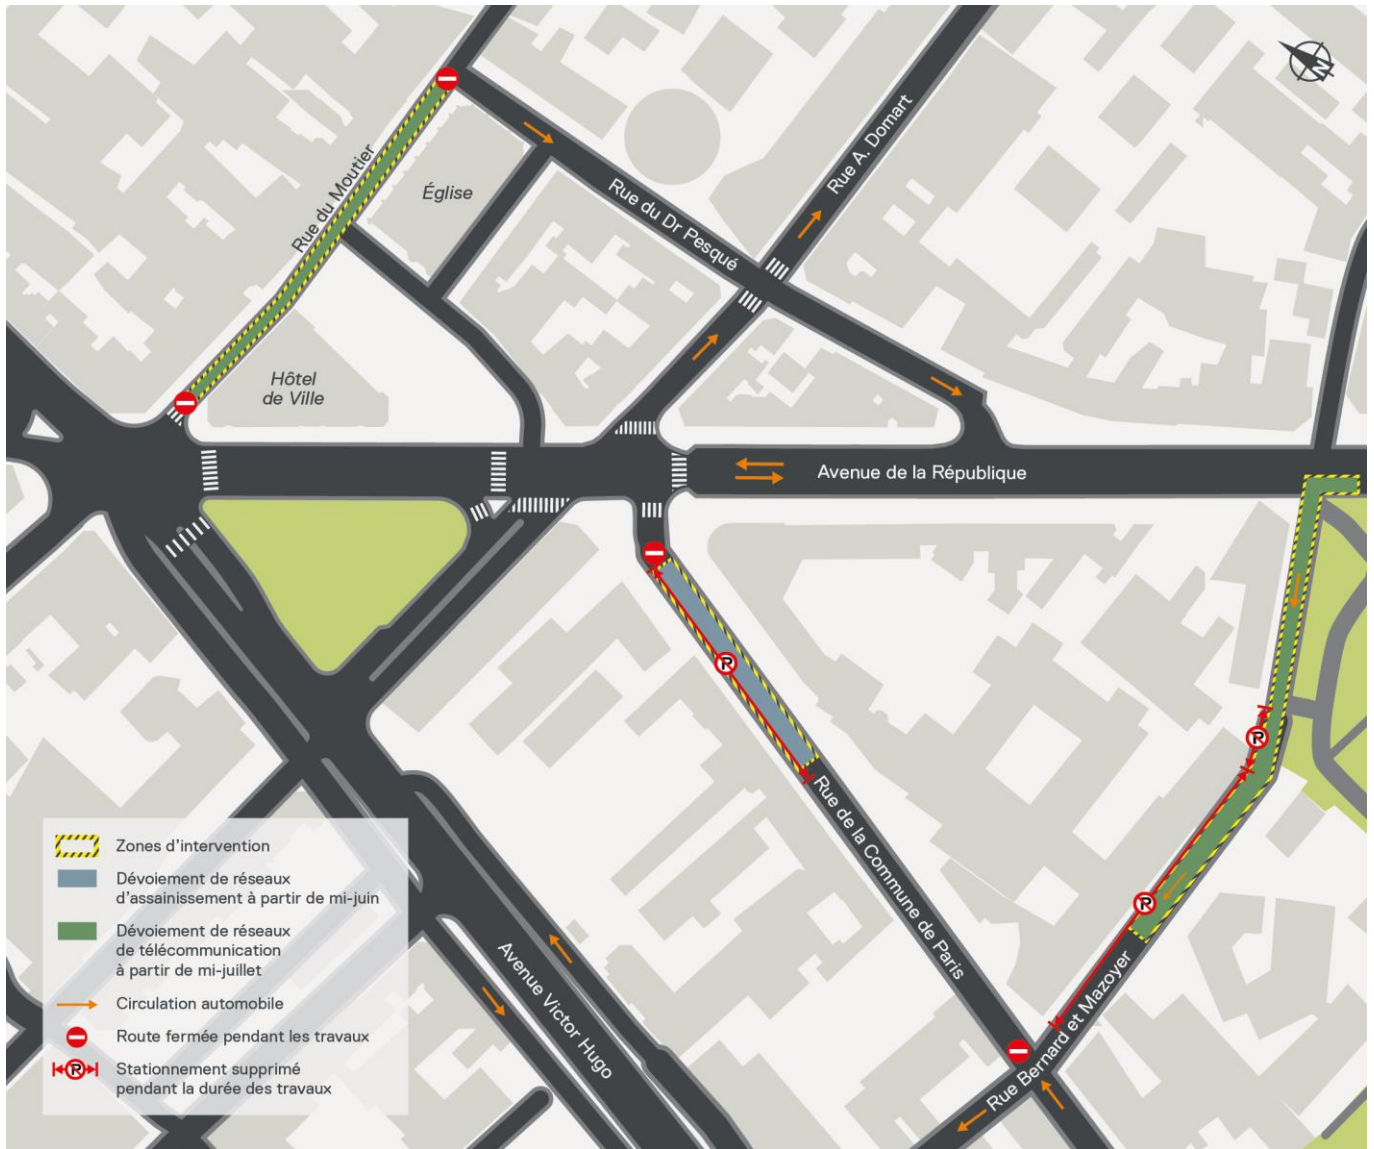 N
Rue du Moutier
Église
Rue du Dr Pesqué
Rue A. Domart
Hôtel
de Ville
Avenue de la République
Rue de la Commune de Paris
Rue Bernard et Mazoyer
Avenue Victor Hugo
Zones d'intervention
Dévoiement de réseaux
d'assainissement à partir de mi-juin
Dévoiement de réseaux
de télécommunication
à partir de mi-juillet
Circulation automobile
Route fermée pendant les travaux
Stationnement supprimé
pendant la durée des travaux
P
P
P
P